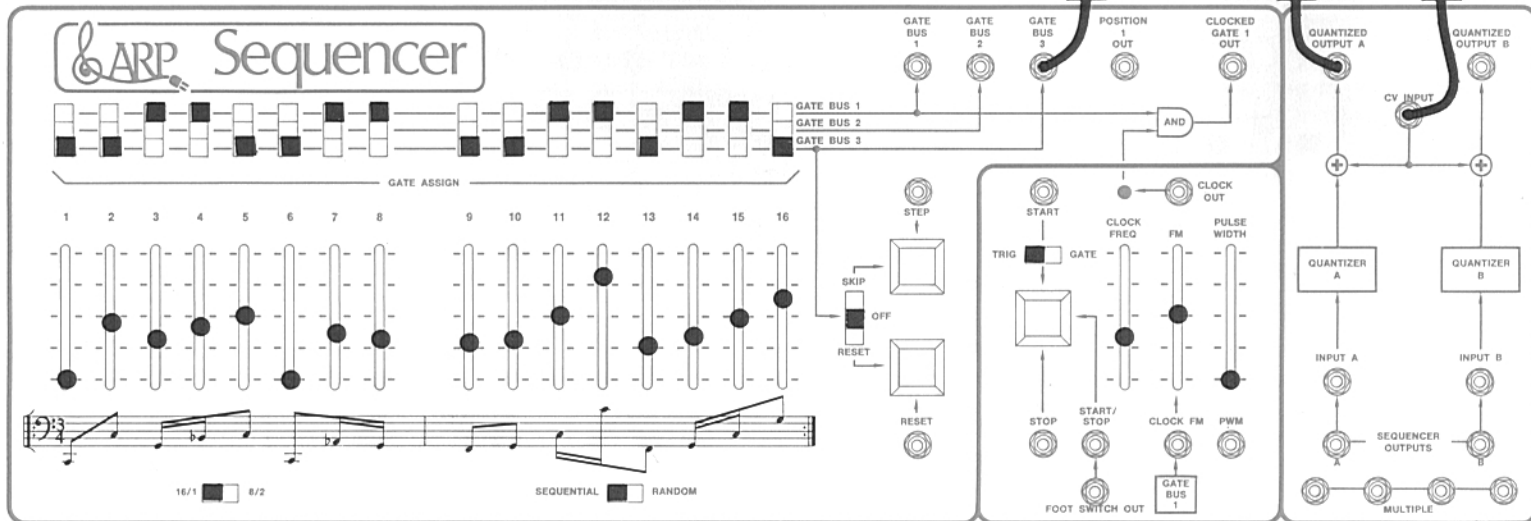 ARP Sequencer
GATE BUS 1
GATE BUS 2
GATE BUS 3
POSITION 1 OUT
CLOCKED GATE 1 OUT
QUANTIZED OUTPUT A
QUANTIZED OUTPUT B
CV INPUT
GATE BUS 1
GATE BUS 2
GATE BUS 3
AND
GATE ASSIGN
1 2 3 4 5 6 7 8 9 10 11 12 13 14 15 16
STEP
SKIP
OFF
RESET
RESET
START
CLOCK OUT
TRIG GATE
CLOCK FREQ
FM
PULSE WIDTH
STOP
START/STOP
CLOCK FM
PWM
FOOT SWITCH OUT
GATE BUS 1
QUANTIZER A
QUANTIZER B
INPUT A
INPUT B
SEQUENCER OUTPUTS
A B
MULTIPLE
3
4
16/1 8/2
SEQUENTIAL RANDOM